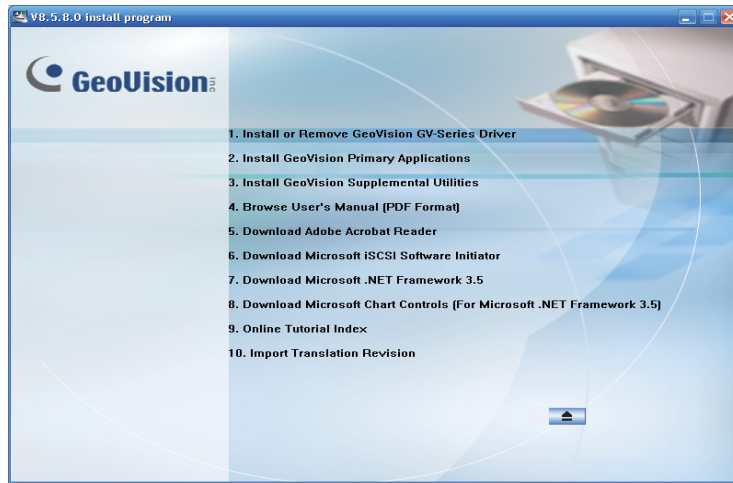 V8.5.8.0 install program
GeoVision
1. Install or Remove GeoVision GV-Series Driver
2. Install GeoVision Primary Applications
3. Install GeoVision Supplemental Utilities
4. Browse User's Manual (PDF Format)
5. Download Adobe Acrobat Reader
6. Download Microsoft iSCSI Software Initiator
7. Download Microsoft .NET Framework 3.5
8. Download Microsoft Chart Controls (For Microsoft .NET Framework 3.5)
9. Online Tutorial Index
10. Import Translation Revision